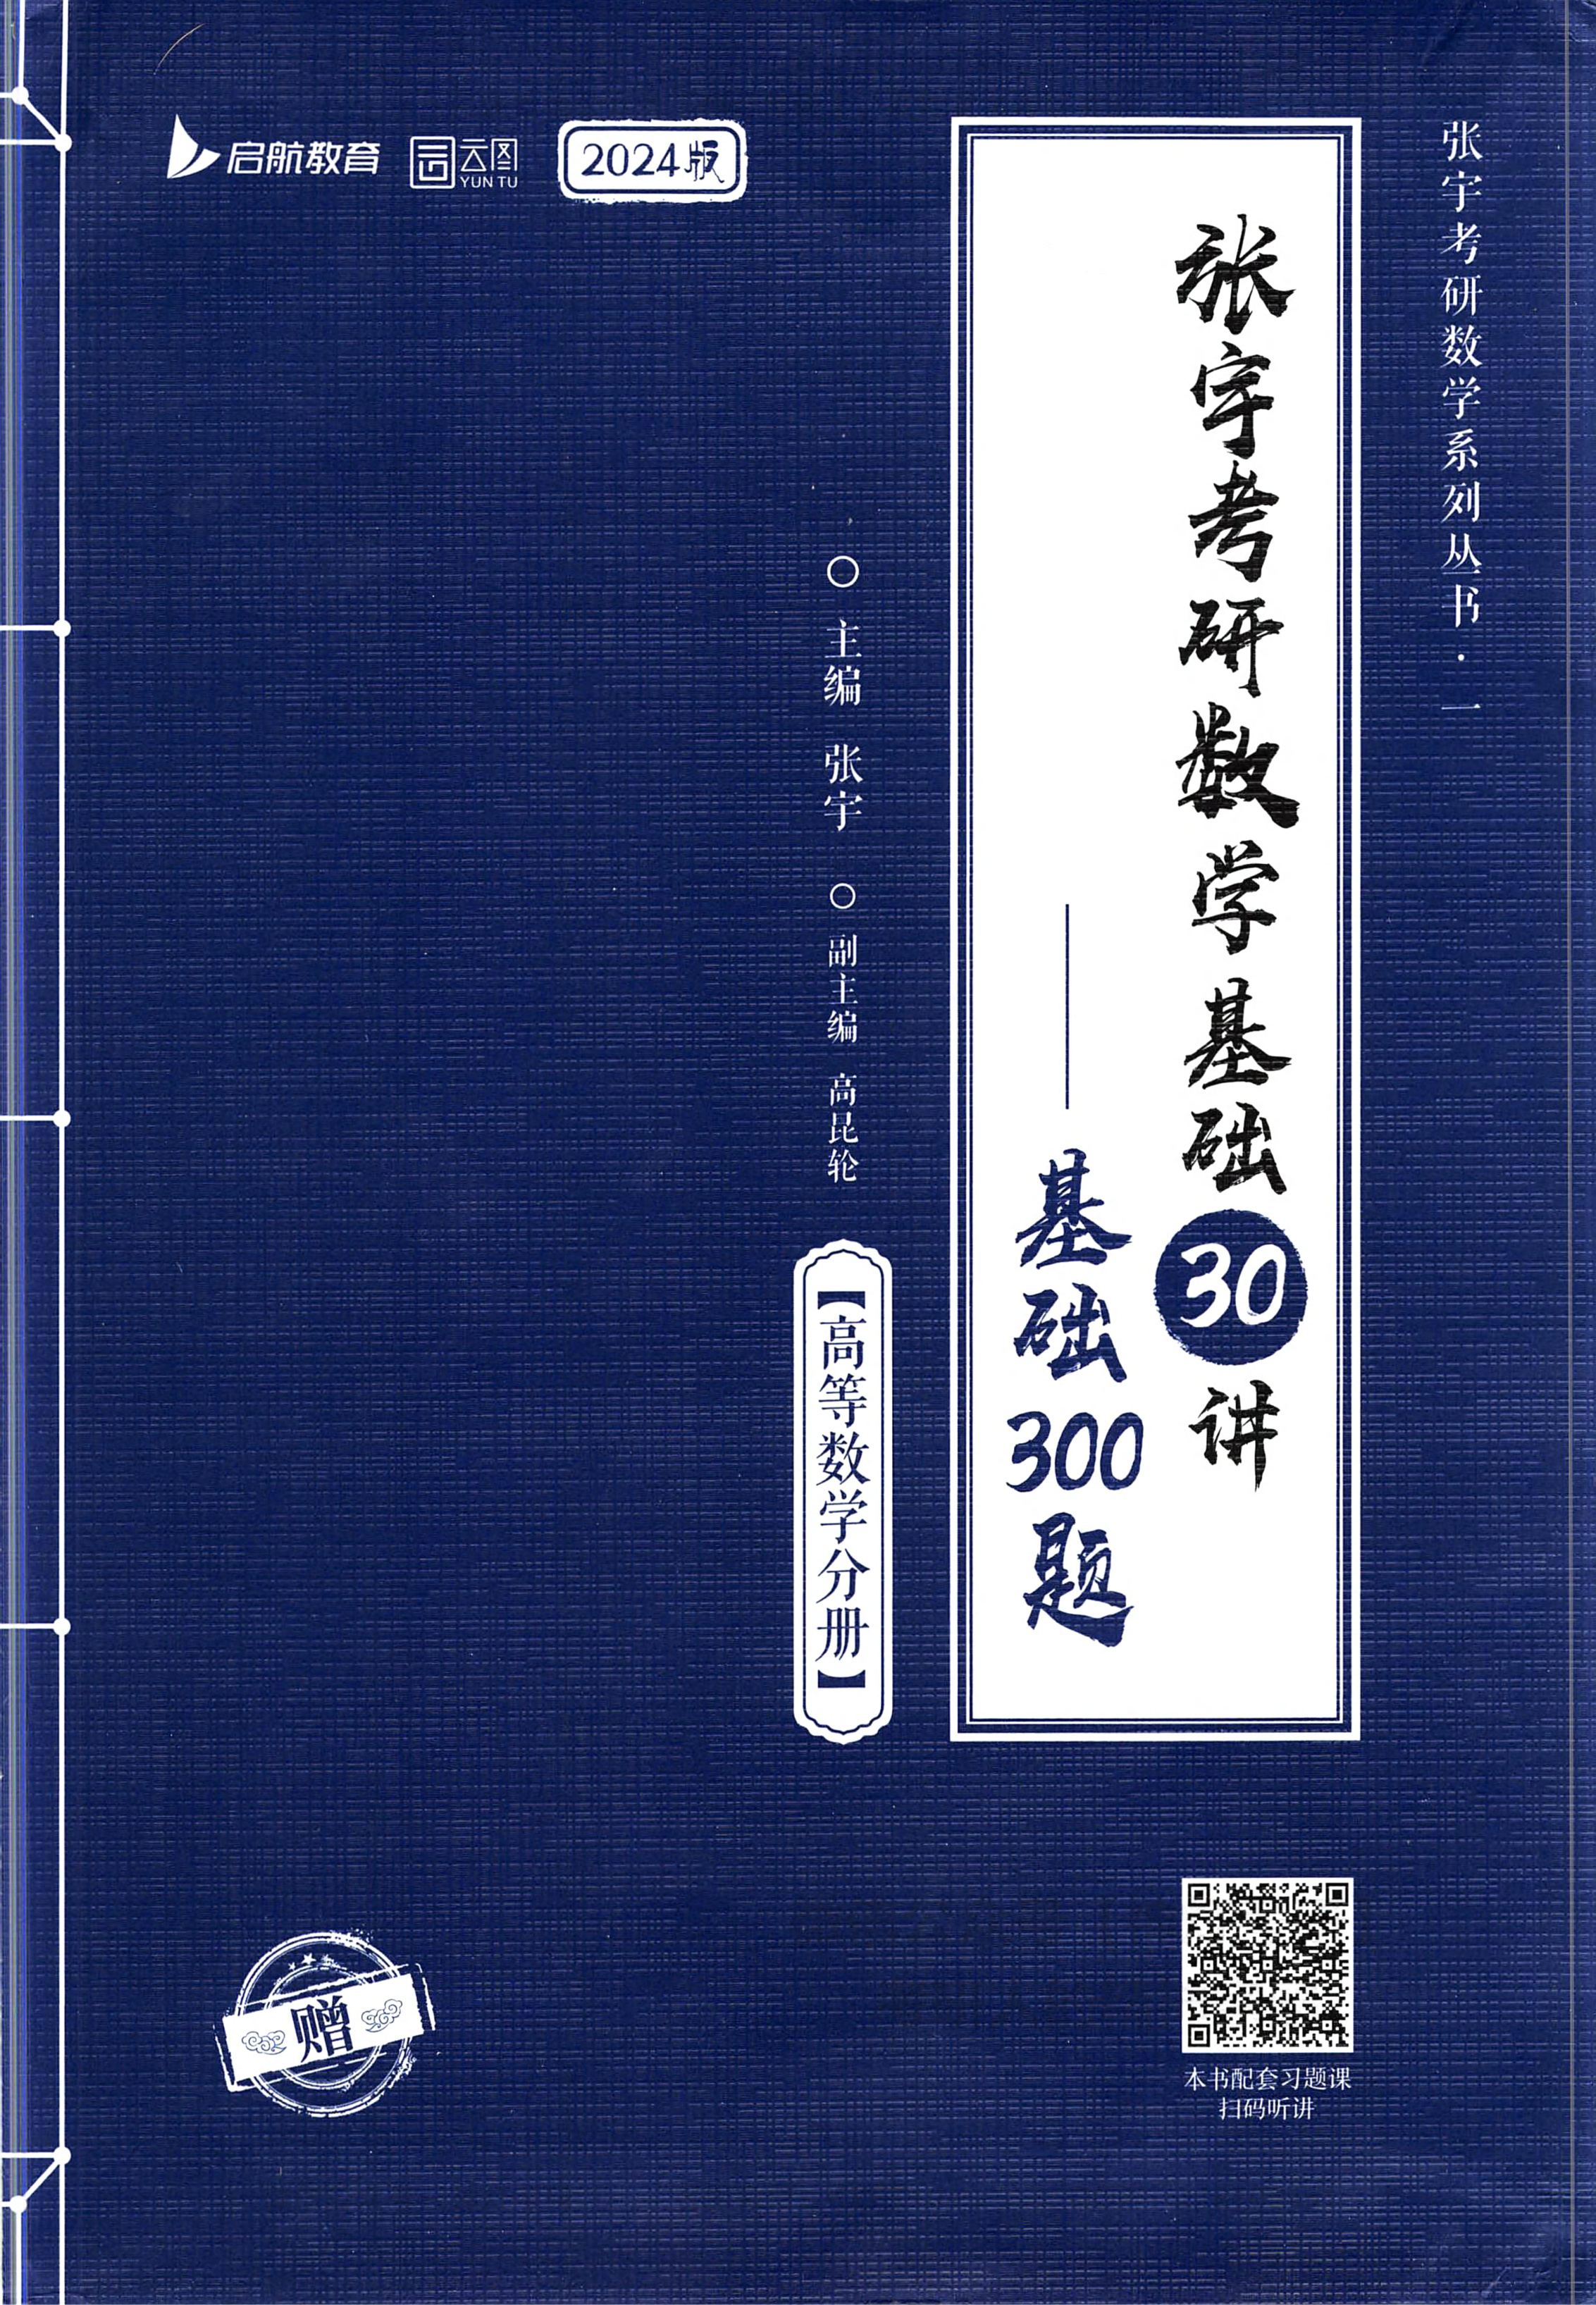 启航教育
云图
YUN TU
2024版
张宇考研数学系列丛书·一
张宇考研数学基础30讲
——基础300题
○ 主编 张宇 ○ 副主编 高昆轮
【高等数学分册】
赠
本书配套习题课
扫码听讲